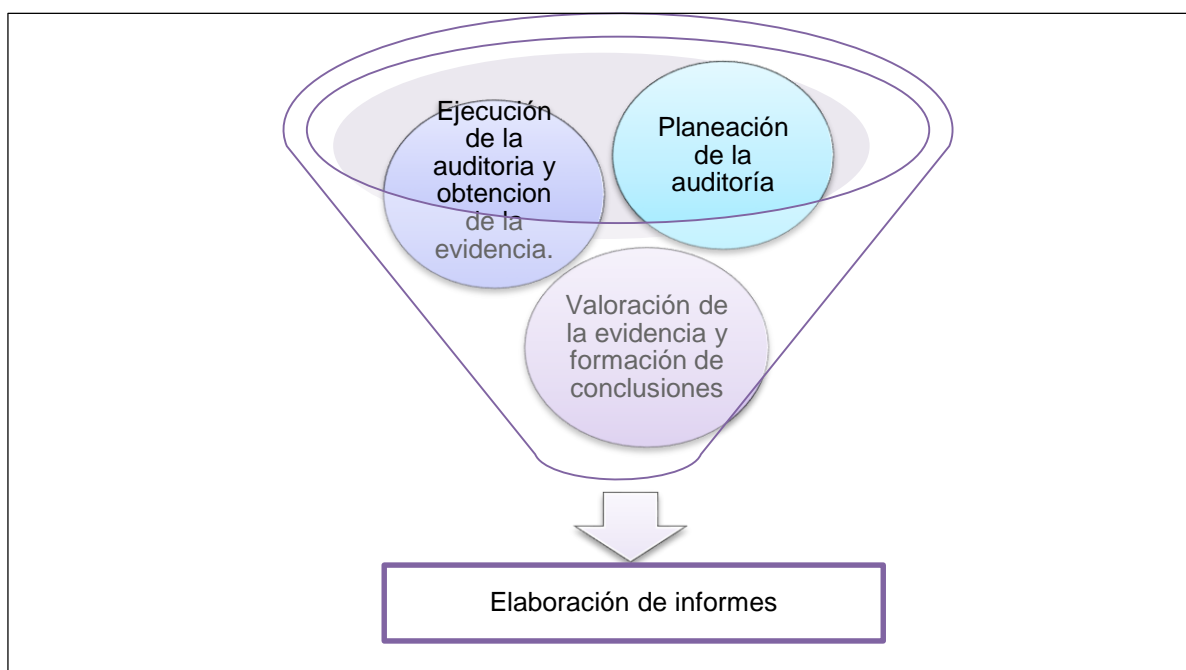 Ejecución
de la
auditoria y
obtencion
de la
evidencia.
Planeación
de la
auditoría
Valoración de
la evidencia y
formación de
conclusiones
Elaboración de informes